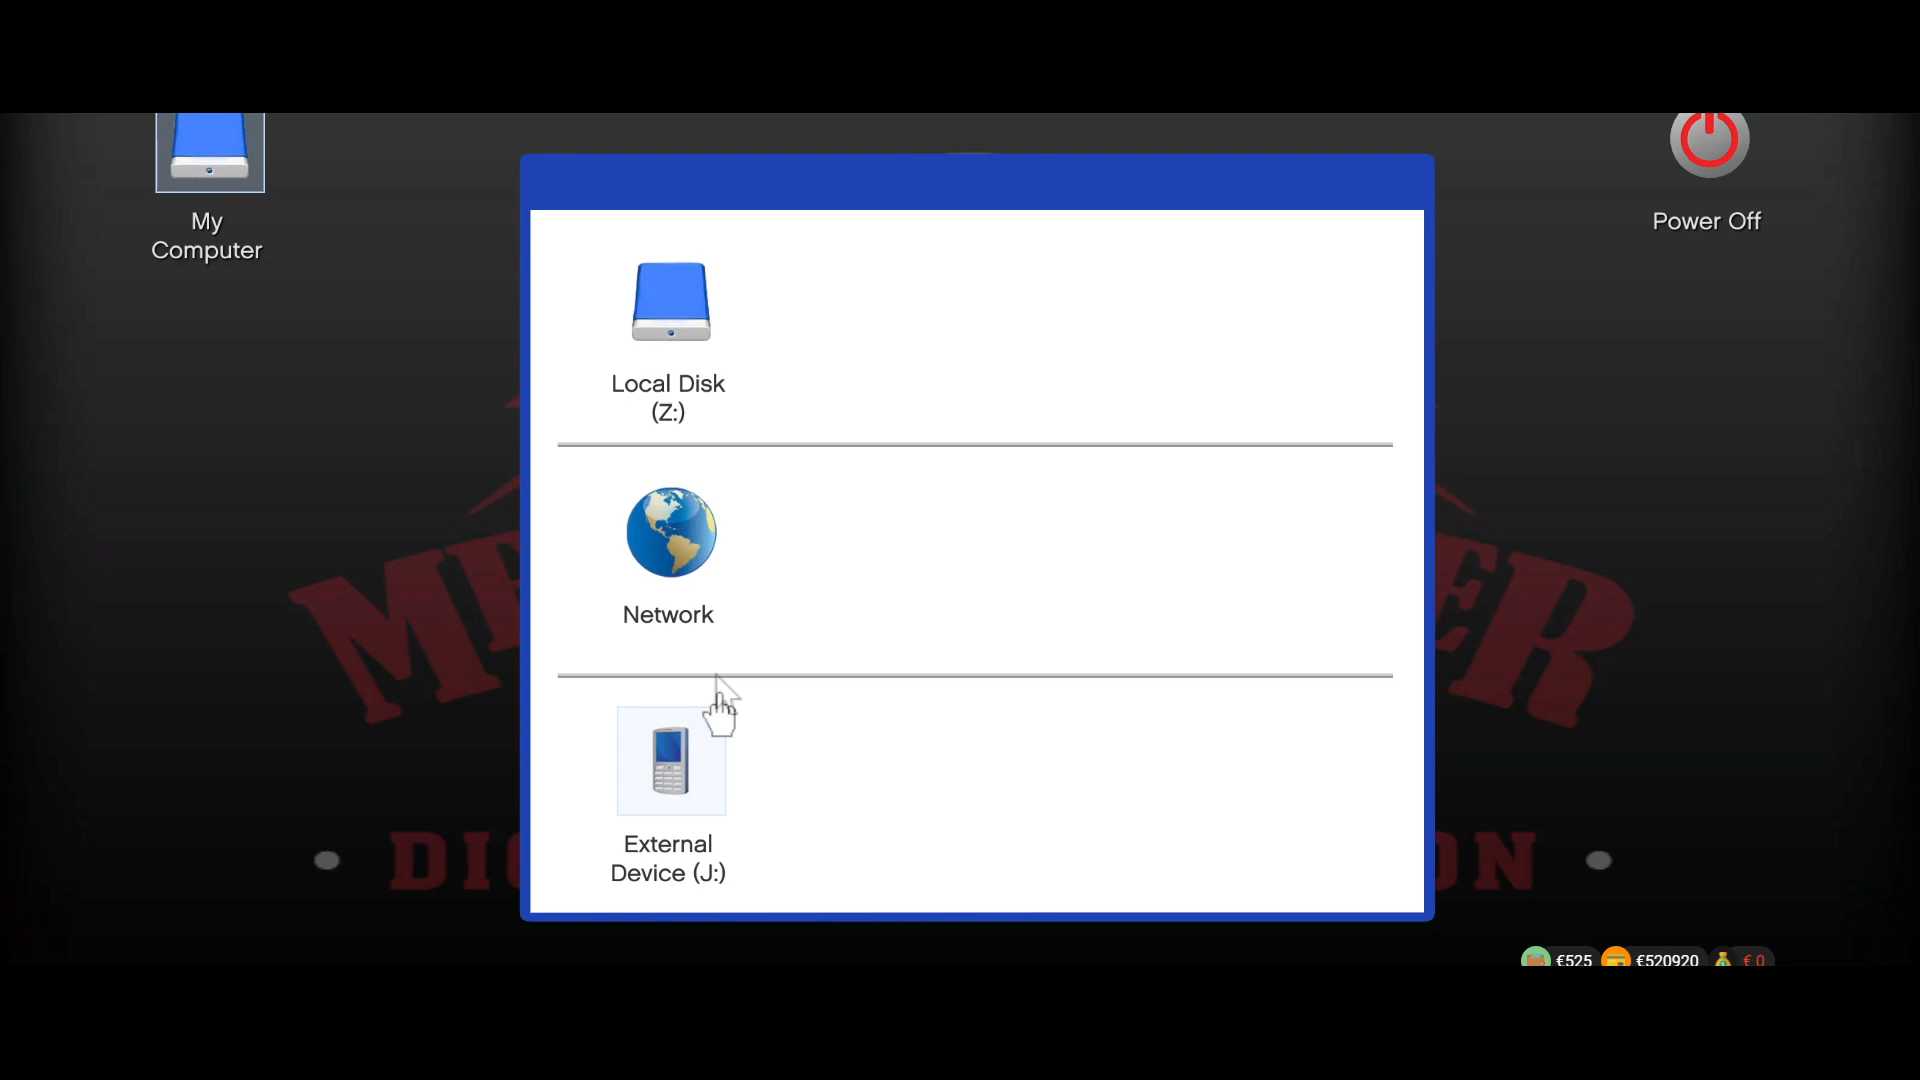 My
Computer
Power Off
Local Disk
(Z:)
Network
External
Device (J:)
€525
€520920
€ 0